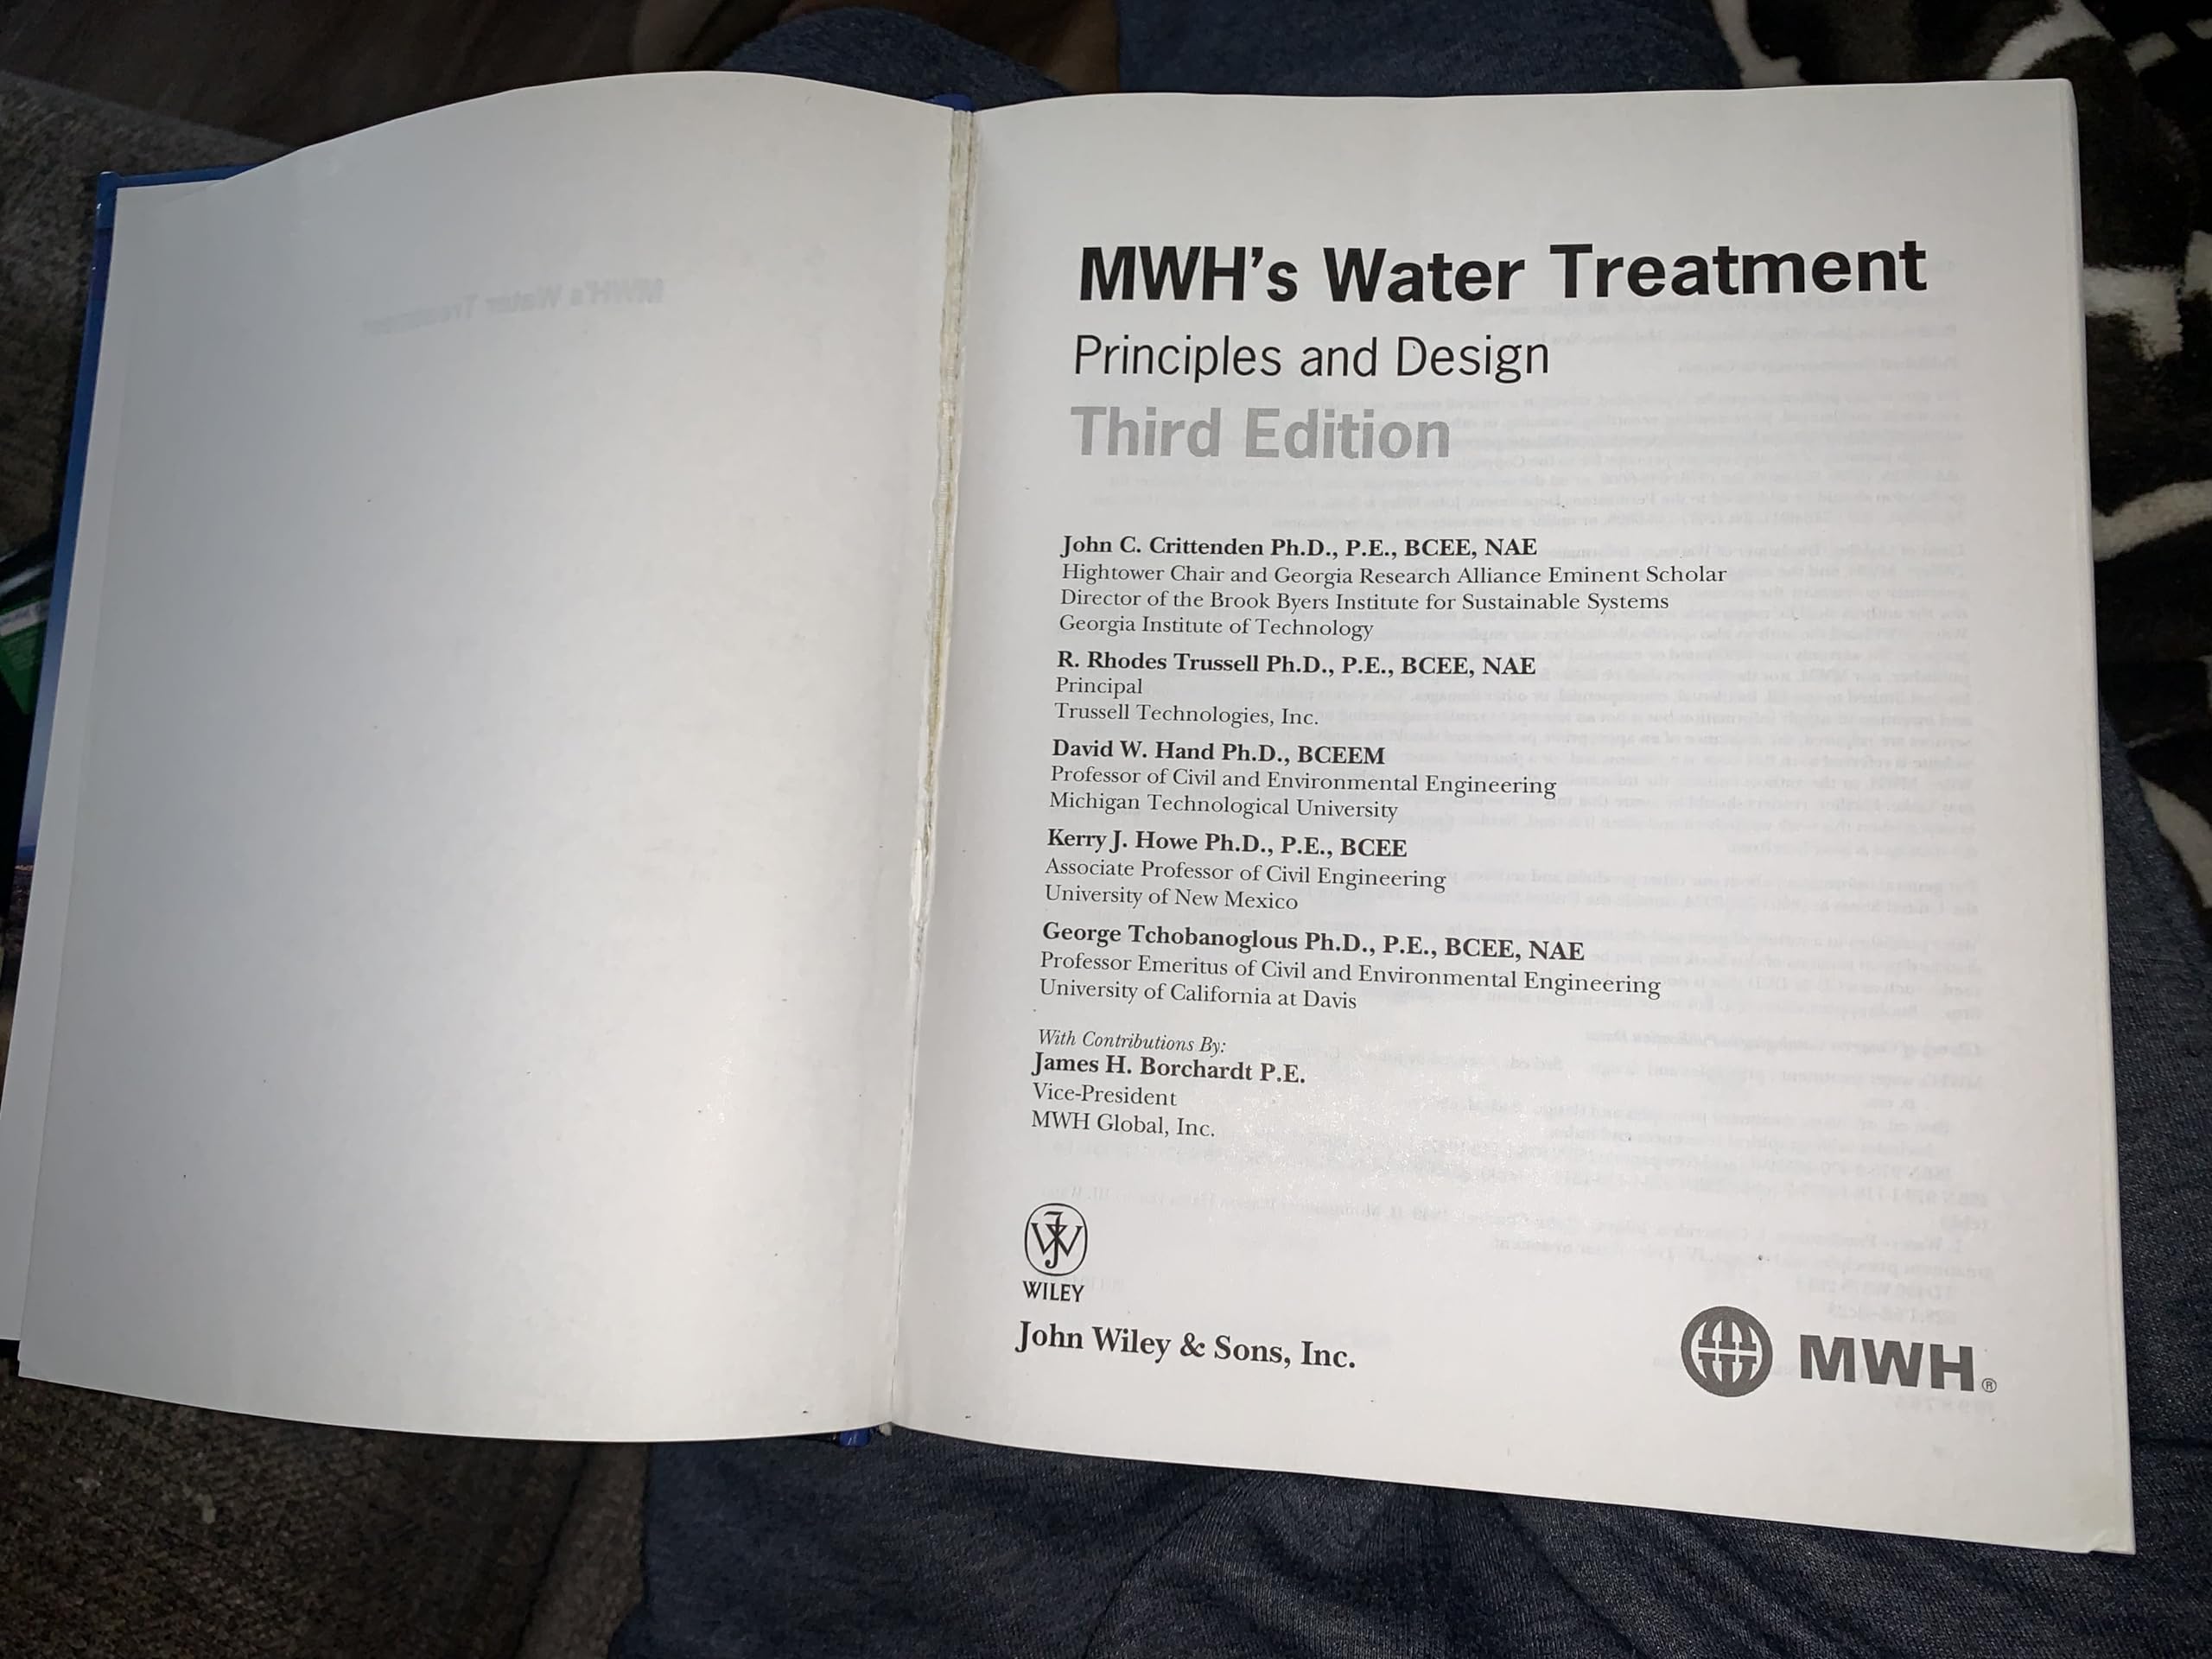 MWH's Water Treatment
Principles and Design
Third Edition
John C. Crittenden Ph.D., P.E., BCEE, NAE
Hightower Chair and Georgia Research Alliance Eminent Scholar
Director of the Brook Byers Institute for Sustainable Systems
Georgia Institute of Technology
R. Rhodes Trussell Ph.D., P.E., BCEE, NAE
Principal
Trussell Technologies, Inc.
David W. Hand Ph.D., BCEEM
Professor of Civil and Environmental Engineering
Michigan Technological University
Kerry J. Howe Ph.D., P.E., BCEE
Associate Professor of Civil Engineering
University of New Mexico
George Tchobanoglous Ph.D., P.E., BCEE, NAE
Professor Emeritus of Civil and Environmental Engineering
University of California at Davis
With Contributions By:
James H. Borchardt P.E.
Vice-President
MWH Global, Inc.
WILEY
John Wiley & Sons, Inc.
MWH®